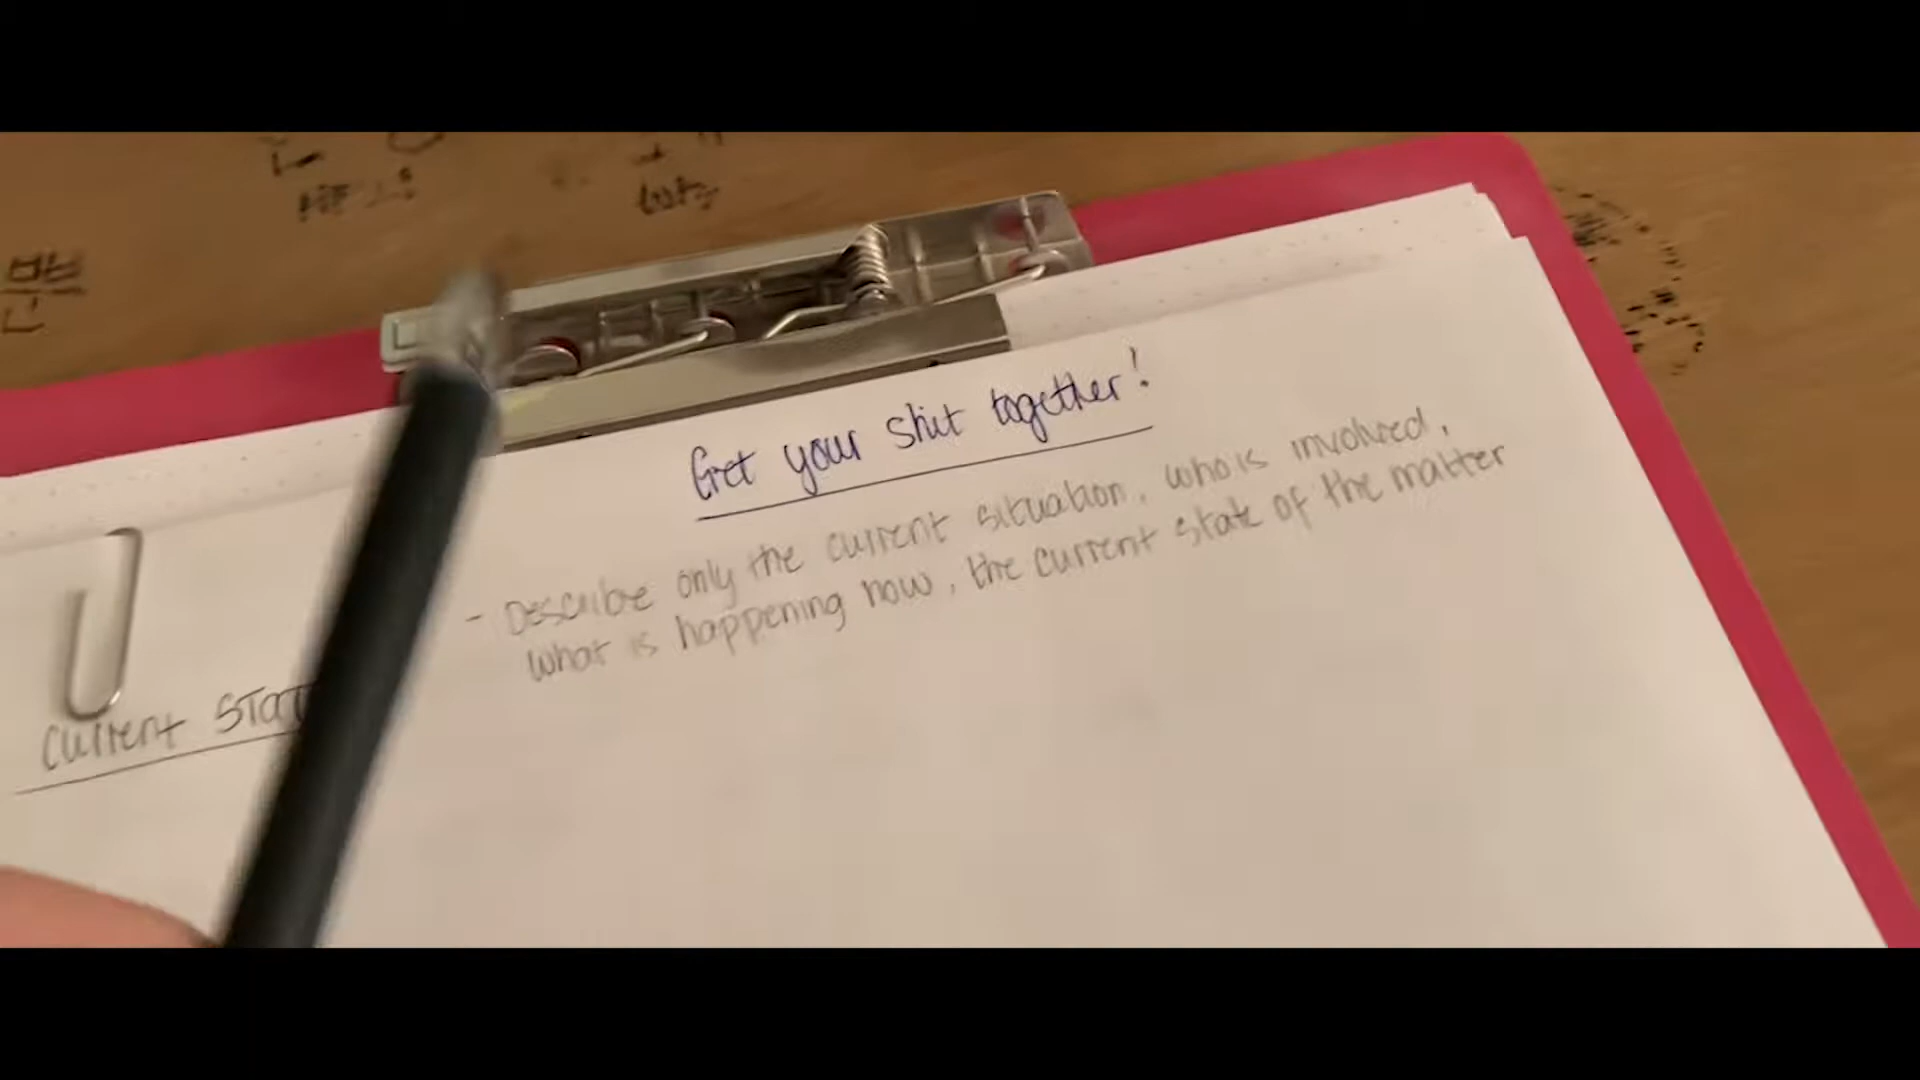 Get your shit together!
- Describe only the current situation, who is involved,
what is happening now, the current state of the matter
Current Stat